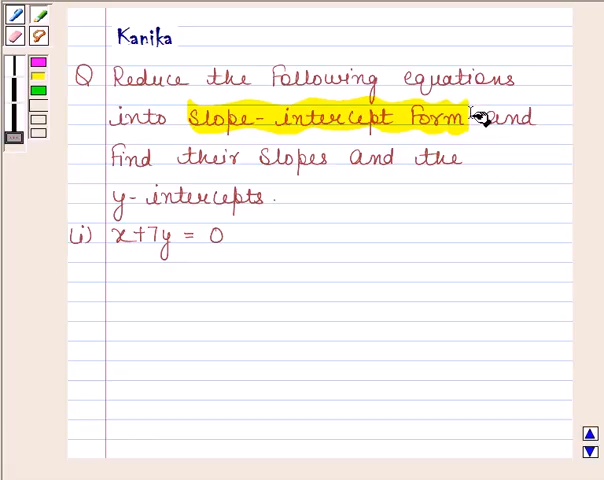 Kanika
Q Reduce the following equations
into slope-intercept form and
find their slopes and the
y-intercepts.
(i) x+7y = 0